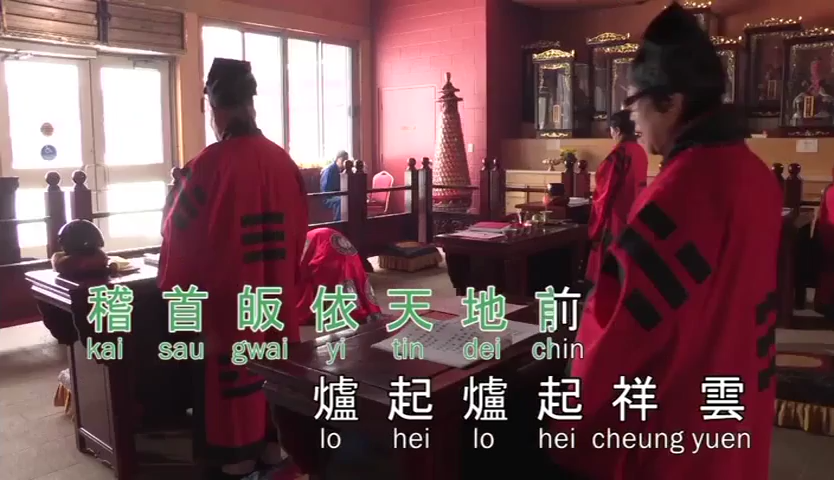 稽首皈依天地前
kai sau gwai yi tin dei chin
爐起爐起祥雲
lo hei lo hei cheung yuen